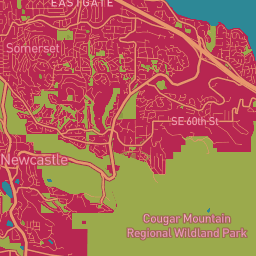 EASTGATE
Somerset
SE 60th St
Newcastle
Cougar Mountain
Regional Wildland Park